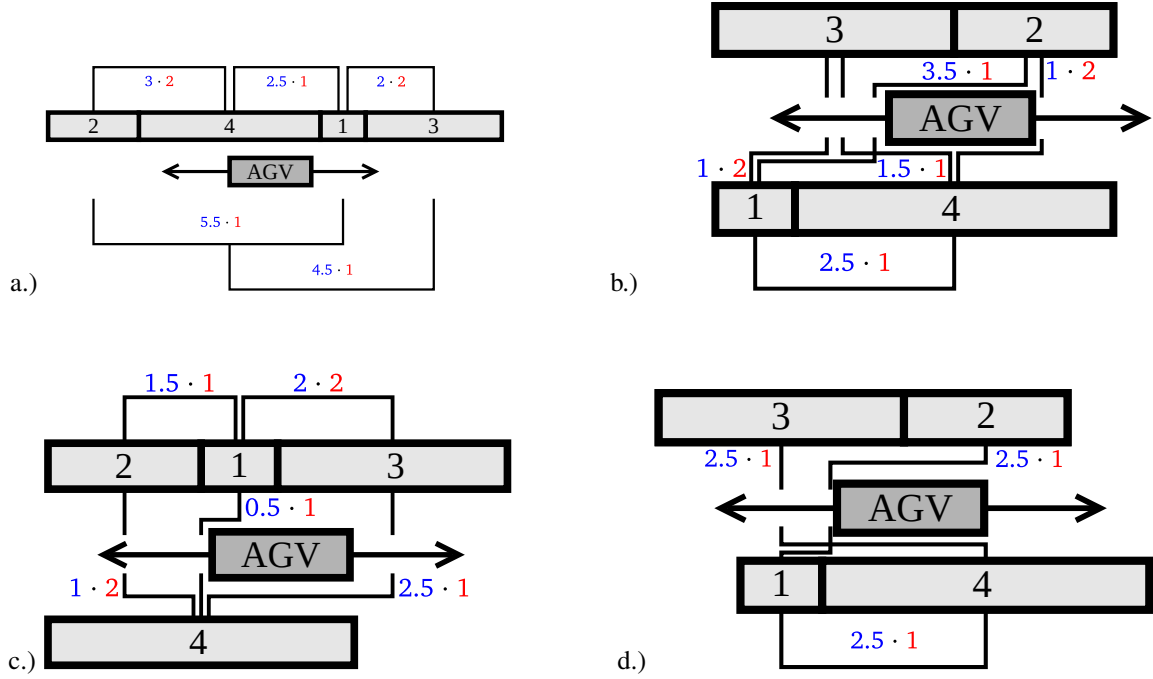 3 · 2
2.5 · 1
2 · 2
2
4
1
3
AGV
5.5 · 1
4.5 · 1
a.)
3
2
3.5 · 1
1 · 2
AGV
1 · 2
1.5 · 1
1
4
2.5 · 1
b.)
1.5 · 1
2 · 2
2
1
3
0.5 · 1
AGV
1 · 2
2.5 · 1
4
c.)
3
2
2.5 · 1
2.5 · 1
AGV
1
4
2.5 · 1
d.)